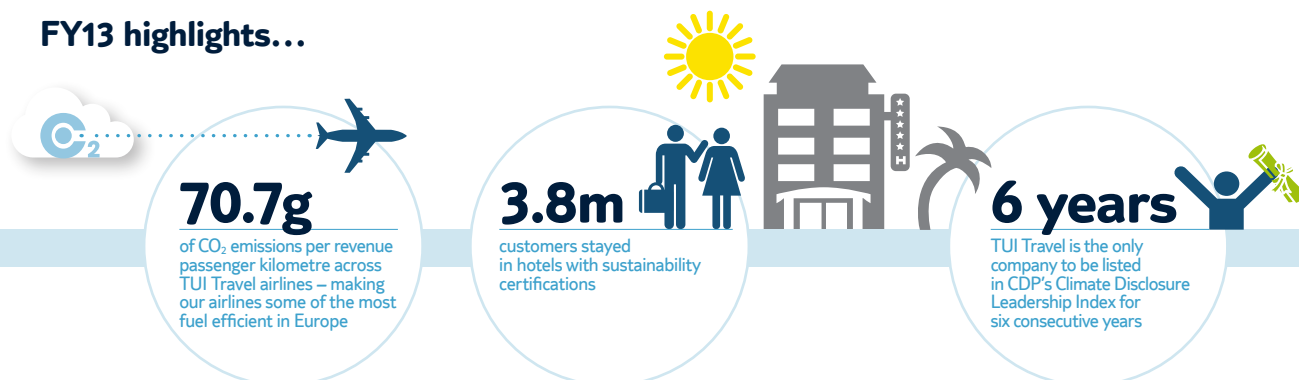 FY13 highlights...
CO2
70.7g
of CO₂ emissions per revenue
passenger kilometre across
TUI Travel airlines – making
our airlines some of the most
fuel efficient in Europe
3.8m
customers stayed
in hotels with sustainability
certifications
H
6 years
TUI Travel is the only
company to be listed
in CDP's Climate Disclosure
Leadership Index for
six consecutive years